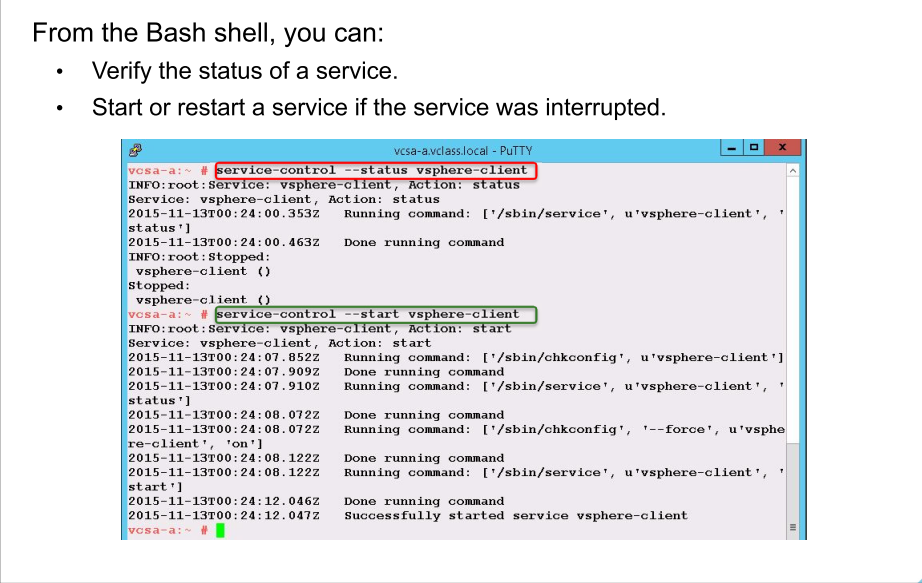 From the Bash shell, you can:
• Verify the status of a service.
• Start or restart a service if the service was interrupted.
vcsa-a.vclass.local - PuTTY
vcsa-a:~ # service-control --status vsphere-client
INFO:root:Service: vsphere-client, Action: status
Service: vsphere-client, Action: status
2015-11-13T00:24:00.353Z   Running command: ['/sbin/service', u'vsphere-client', '
status']
2015-11-13T00:24:00.463Z   Done running command
INFO:root:Stopped:
 vsphere-client ()
Stopped:
 vsphere-client ()
vcsa-a:~ # service-control --start vsphere-client
INFO:root:Service: vsphere-client, Action: start
Service: vsphere-client, Action: start
2015-11-13T00:24:07.852Z   Running command: ['/sbin/chkconfig', u'vsphere-client']
2015-11-13T00:24:07.909Z   Done running command
2015-11-13T00:24:07.910Z   Running command: ['/sbin/service', u'vsphere-client', '
status']
2015-11-13T00:24:08.072Z   Done running command
2015-11-13T00:24:08.072Z   Running command: ['/sbin/chkconfig', '--force', u'vsphe
re-client', 'on']
2015-11-13T00:24:08.122Z   Done running command
2015-11-13T00:24:08.122Z   Running command: ['/sbin/service', u'vsphere-client', '
start']
2015-11-13T00:24:12.046Z   Done running command
2015-11-13T00:24:12.047Z   Successfully started service vsphere-client
vcsa-a:~ #